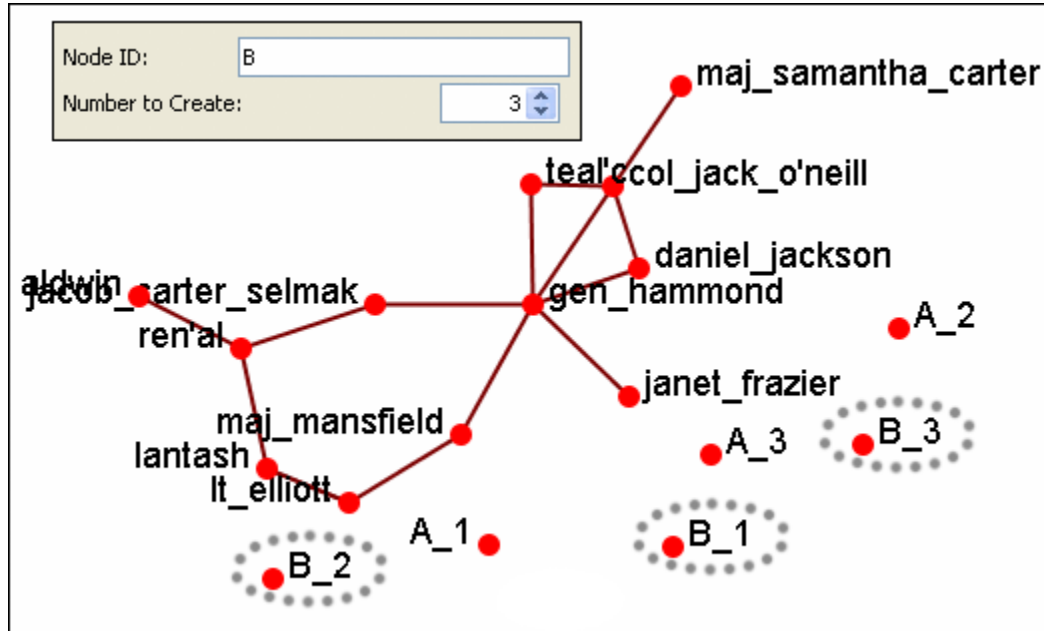 Node ID: B
Number to Create: 3
maj_samantha_carter
teal'c
col_jack_o'neill
daniel_jackson
aldwin
jacob_carter_selmak
gen_hammond
A_2
ren'al
janet_frazier
maj_mansfield
B_3
A_3
lantash
lt_elliott
A_1
B_1
B_2